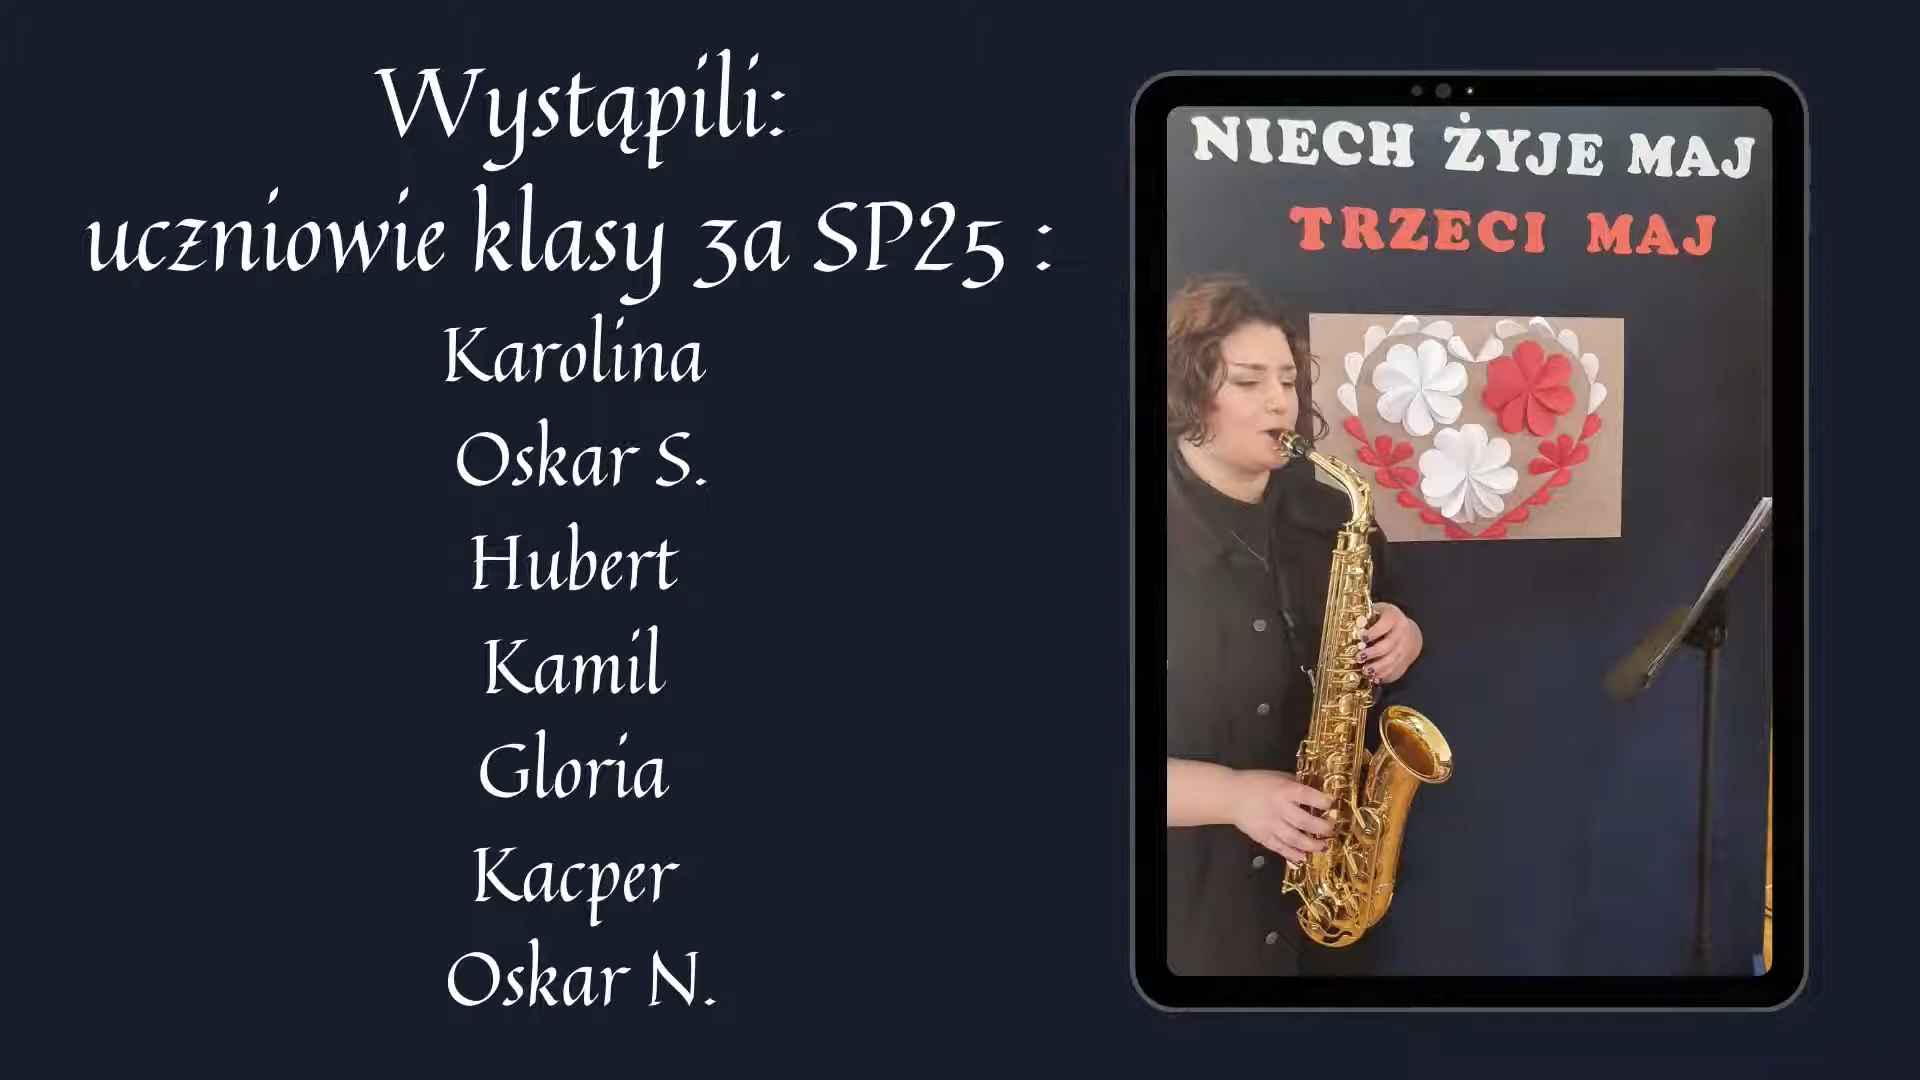 Wystąpili:
uczniowie klasy 3a SP25 :
Karolina
Oskar S.
Hubert
Kamil
Gloria
Kacper
Oskar N.
NIECH ŻYJE MAJ
TRZECI MAJ